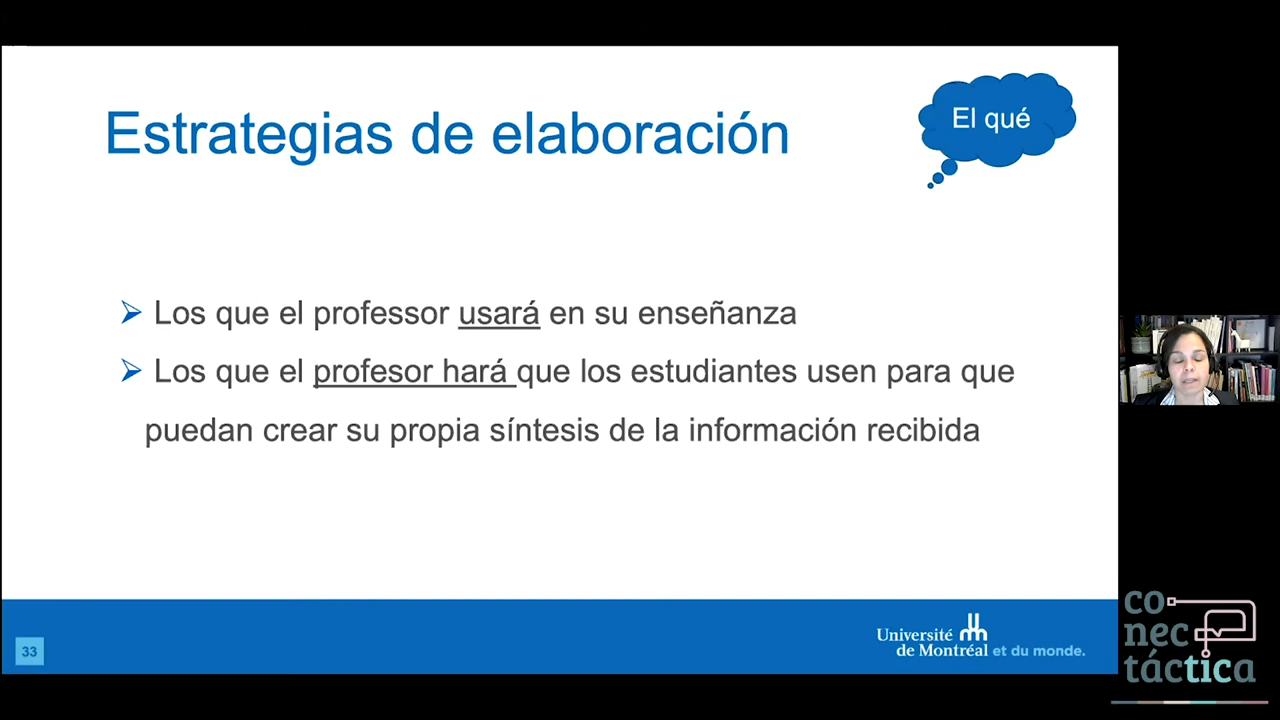 Estrategias de elaboración
El qué
Los que el professor usará en su enseñanza
Los que el profesor hará que los estudiantes usen para que
puedan crear su propia síntesis de la información recibida
33
Université
de Montréal et du monde.
co
nec
táctica